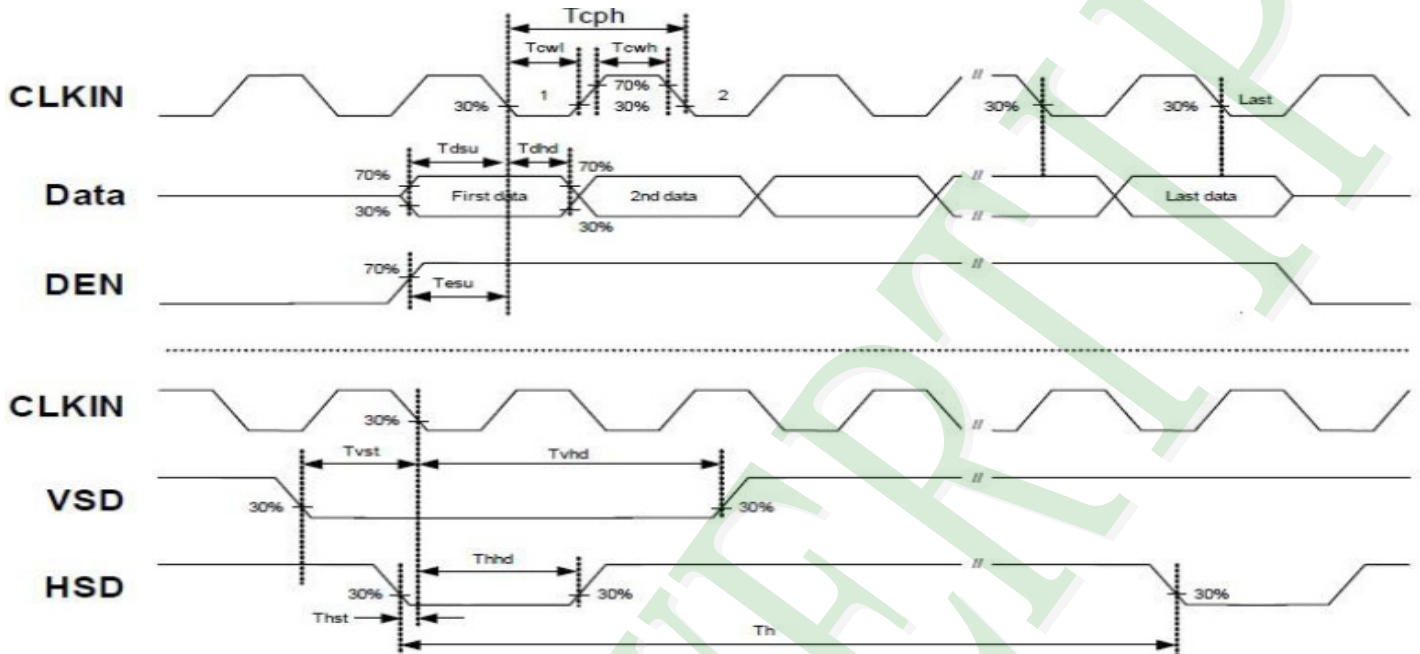 Tcph
Tcwl Tcwh
CLKIN
30% 1 70% 30% 2 30% 30% Last
Tdsu Tdhd
Data
70% 30% First data 70% 30% 2nd data Last data
DEN
70% Tesu
CLKIN
30%
Tvst Tvhd
VSD
30% 30%
Thhd
HSD
30% 30% 30%
Thst
Th